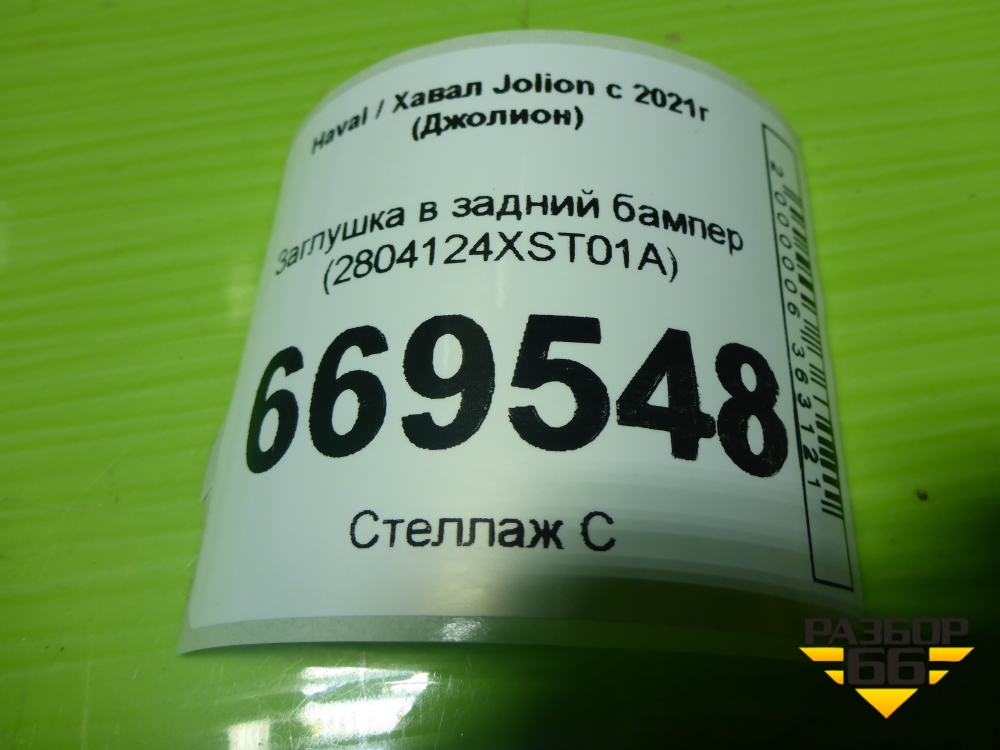 Haval / Хавал Jolion с 2021г
(Джолион)
Заглушка в задний бампер
(2804124XST01A)
669548
Стеллаж С
2000006363121
РАЗБОР
66